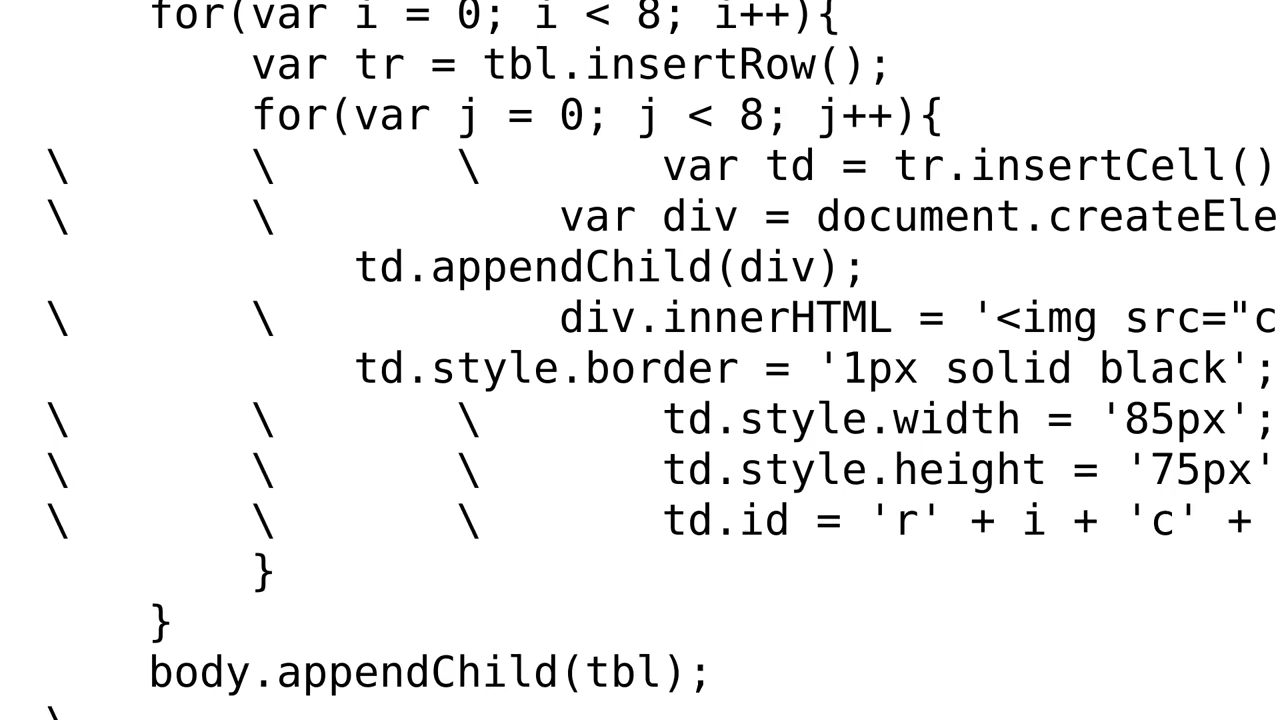 for(var i = 0; i < 8; i++){
var tr = tbl.insertRow();
for(var j = 0; j < 8; j++){
\ \ \ var td = tr.insertCell()
\ \ var div = document.createEle
td.appendChild(div);
\ \ div.innerHTML = '<img src="c
td.style.border = '1px solid black';
\ \ \ td.style.width = '85px';
\ \ \ td.style.height = '75px'
\ \ \ td.id = 'r' + i + 'c' +
}
}
body.appendChild(tbl);
\